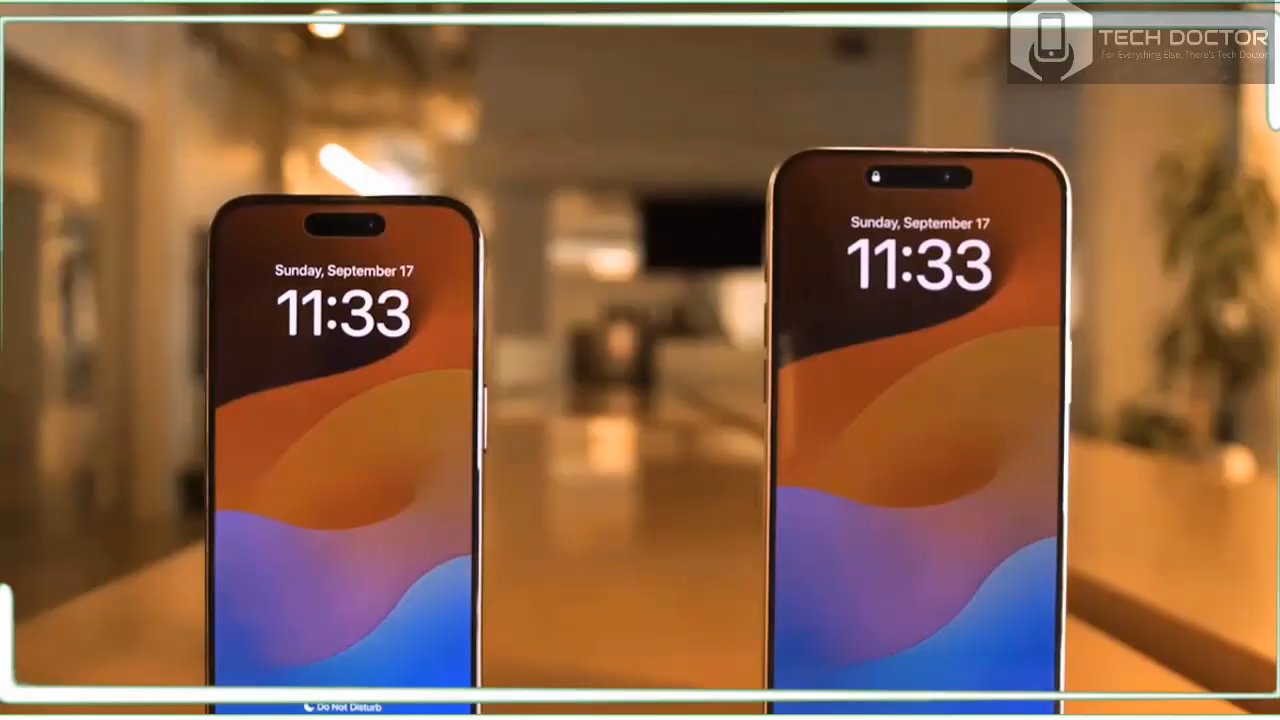 TECH DOCTOR
For Everything Else, There's Tech Doctor
Sunday, September 17
11:33
Sunday, September 17
11:33
Do Not Disturb